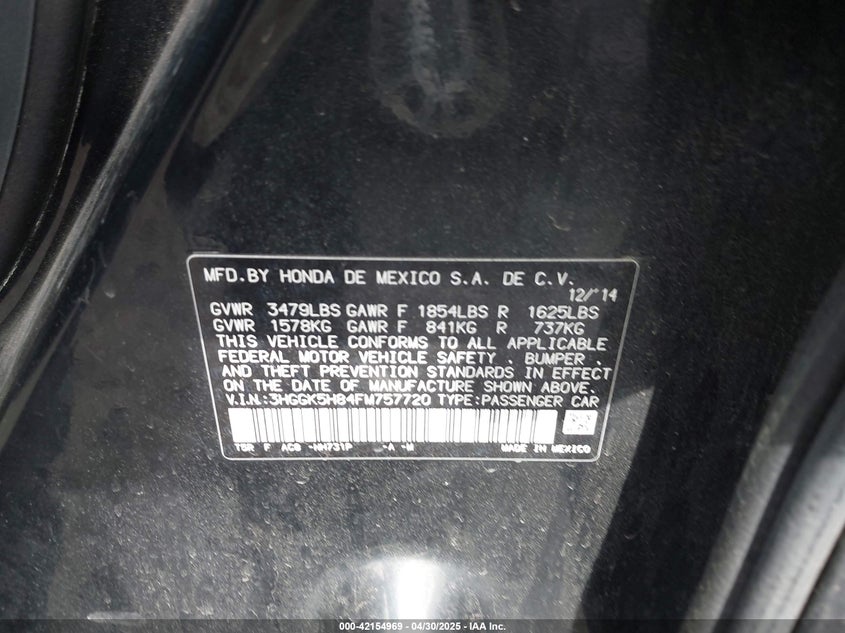 MFD.BY HONDA DE MEXICO S.A. DE C.V.
12/14
GVWR 3479LBS GAWR F 1854LBS R 1625LBS
GVWR 1578KG GAWR F 841KG R 737KG
THIS VEHICLE CONFORMS TO ALL APPLICABLE
FEDERAL MOTOR VEHICLE SAFETY , BUMPER ,
AND THEFT PREVENTION STANDARDS IN EFFECT
ON THE DATE OF MANUFACTURE SHOWN ABOVE.
V.I.N.:3HGGK5H84FM757720 TYPE:PASSENGER CAR
F -NH731P -A -M MADE IN MEXICO
000-42154969 - 04/30/2025 - IAA Inc.